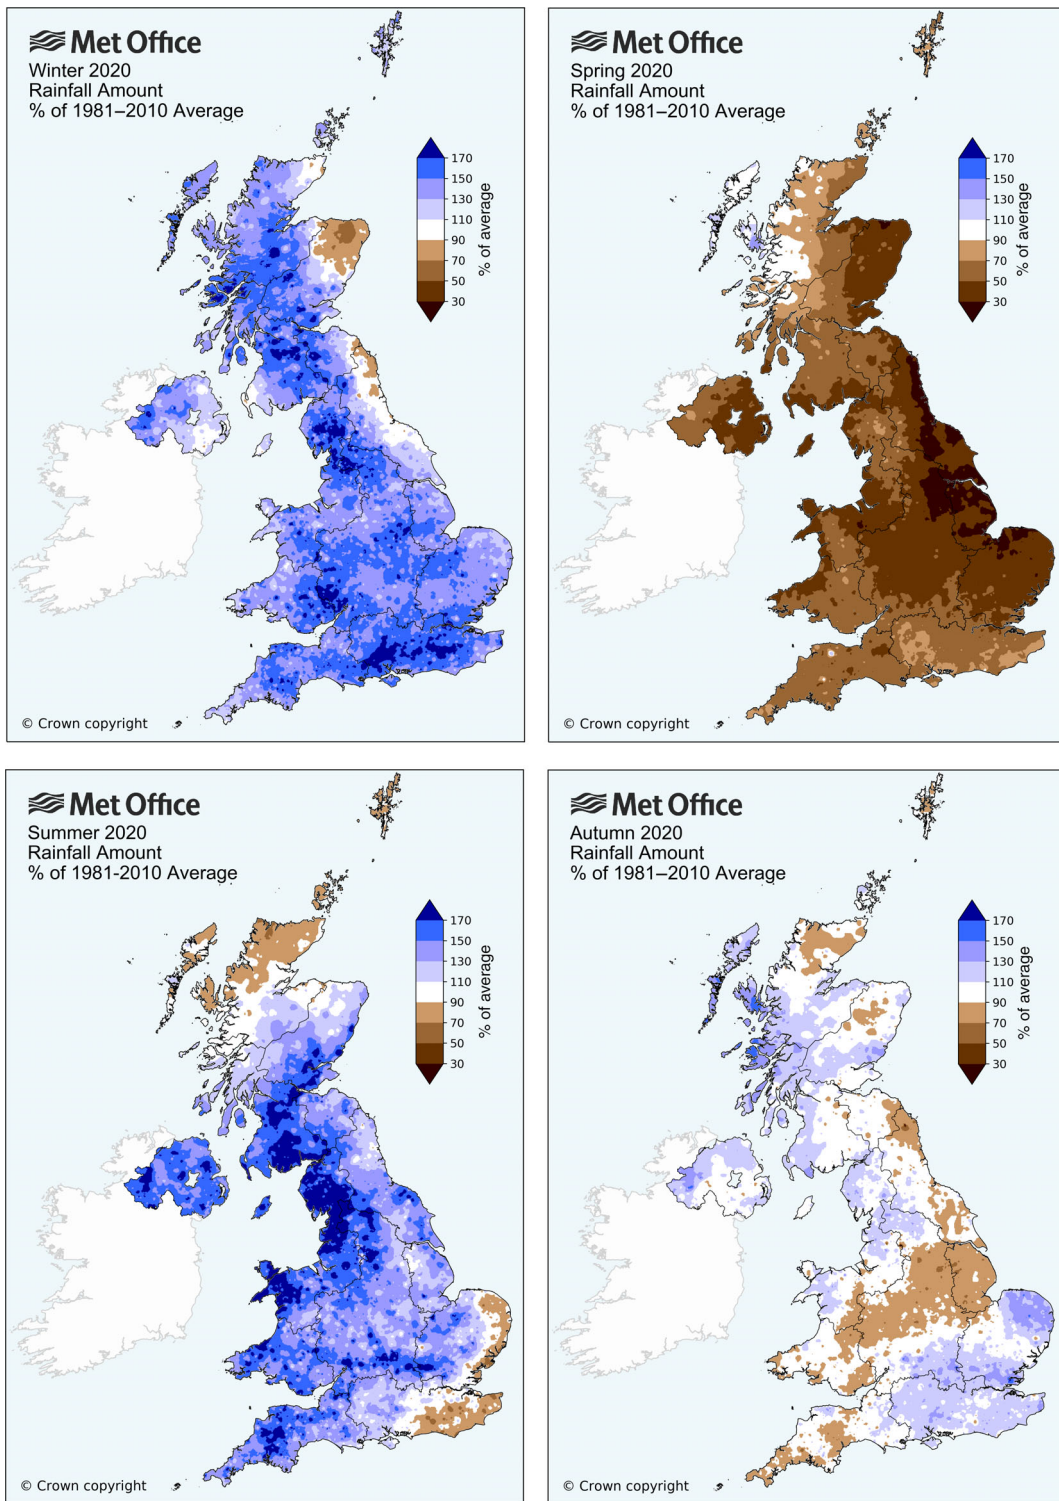 Met Office
Winter 2020
Rainfall Amount
% of 1981–2010 Average
170
150
130
110
90
70
50
30
% of average
© Crown copyright
Met Office
Spring 2020
Rainfall Amount
% of 1981–2010 Average
170
150
130
110
90
70
50
30
% of average
© Crown copyright
Met Office
Summer 2020
Rainfall Amount
% of 1981-2010 Average
170
150
130
110
90
70
50
30
% of average
© Crown copyright
Met Office
Autumn 2020
Rainfall Amount
% of 1981–2010 Average
170
150
130
110
90
70
50
30
% of average
© Crown copyright